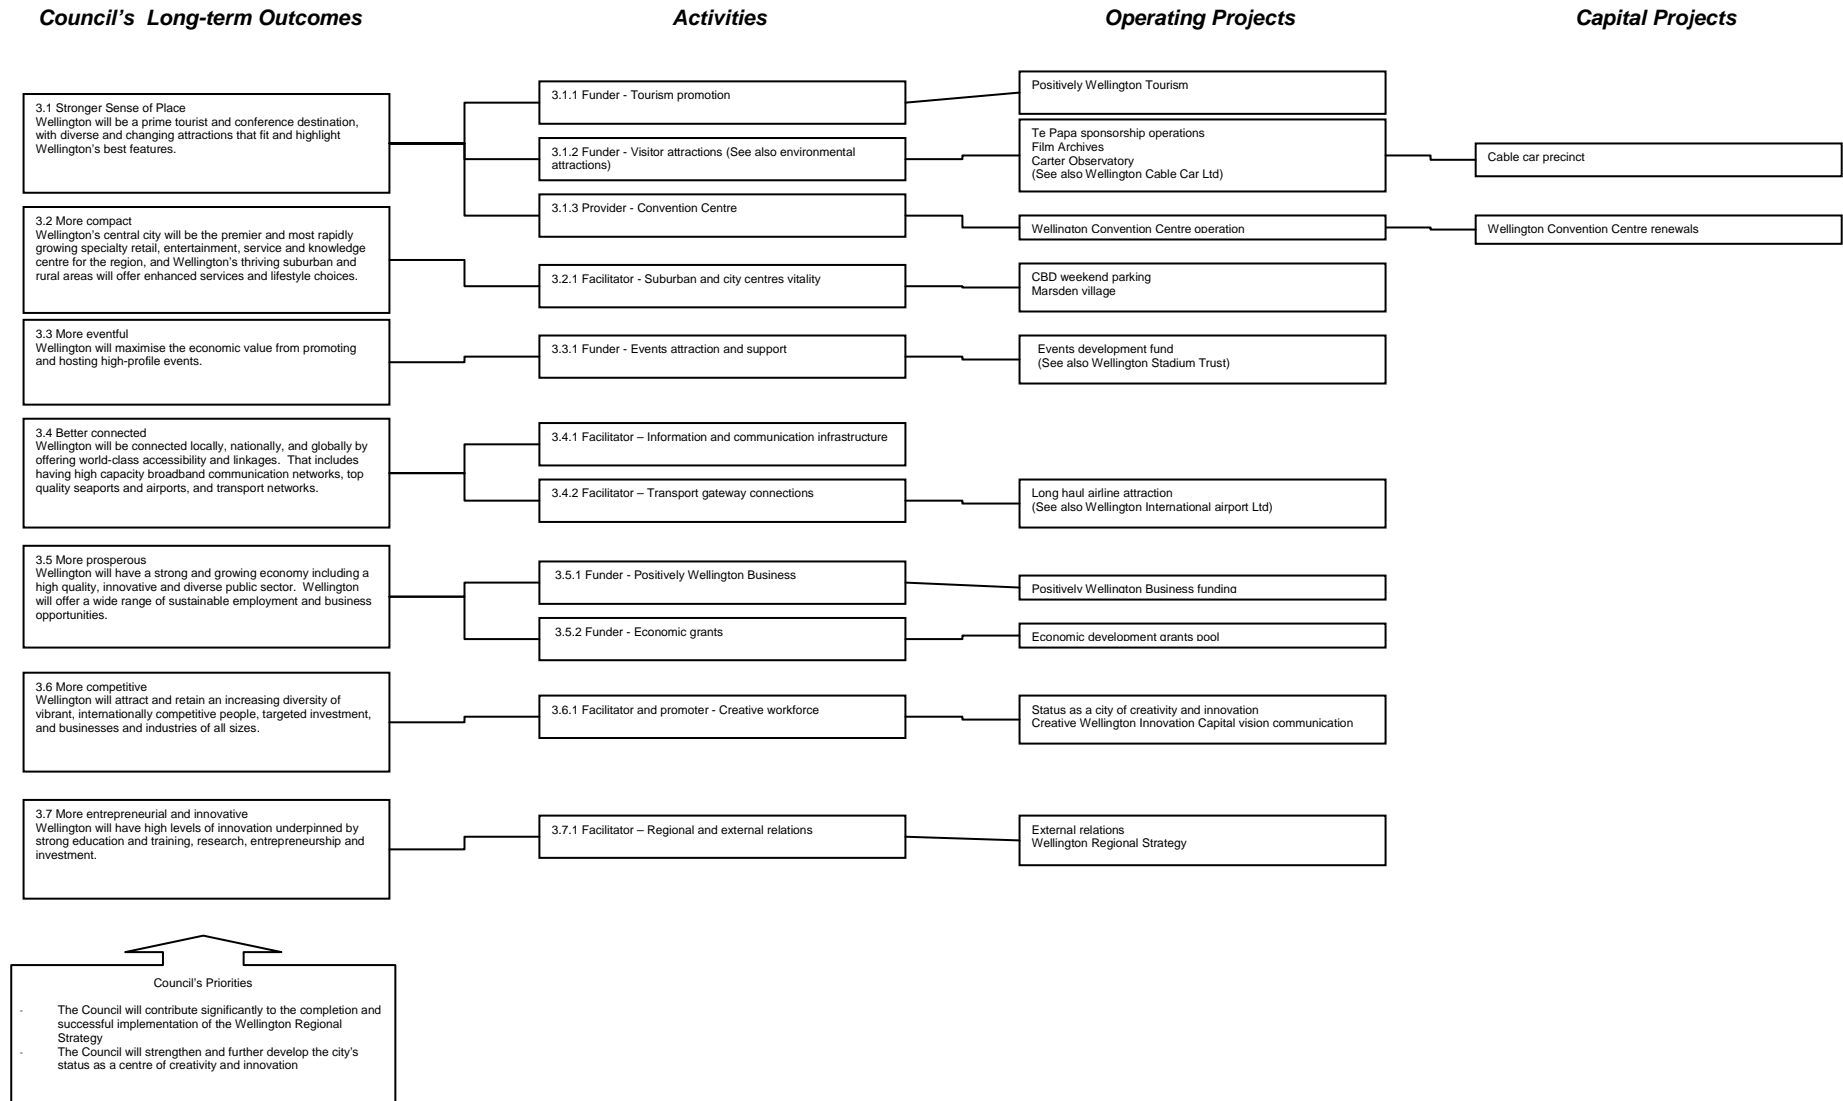 Council's  Long-term Outcomes
Activities
Operating Projects
Capital Projects
3.1 Stronger Sense of Place
Wellington will be a prime tourist and conference destination,
with diverse and changing attractions that fit and highlight
Wellington's best features.
3.1.1 Funder - Tourism promotion
Positively Wellington Tourism
3.1.2 Funder - Visitor attractions (See also environmental
attractions)
Te Papa sponsorship operations
Film Archives
Carter Observatory
(See also Wellington Cable Car Ltd)
Cable car precinct
3.1.3 Provider - Convention Centre
Wellington Convention Centre operation
Wellington Convention Centre renewals
3.2 More compact
Wellington's central city will be the premier and most rapidly
growing specialty retail, entertainment, service and knowledge
centre for the region, and Wellington's thriving suburban and
rural areas will offer enhanced services and lifestyle choices.
3.2.1 Facilitator - Suburban and city centres vitality
CBD weekend parking
Marsden village
3.3 More eventful
Wellington will maximise the economic value from promoting
and hosting high-profile events.
3.3.1 Funder - Events attraction and support
Events development fund
(See also Wellington Stadium Trust)
3.4 Better connected
Wellington will be connected locally, nationally, and globally by
offering world-class accessibility and linkages.  That includes
having high capacity broadband communication networks, top
quality seaports and airports, and transport networks.
3.4.1 Facilitator – Information and communication infrastructure
3.4.2 Facilitator – Transport gateway connections
Long haul airline attraction
(See also Wellington International airport Ltd)
3.5 More prosperous
Wellington will have a strong and growing economy including a
high quality, innovative and diverse public sector.  Wellington
will offer a wide range of sustainable employment and business
opportunities.
3.5.1 Funder - Positively Wellington Business
Positively Wellington Business funding
3.5.2 Funder - Economic grants
Economic development grants pool
3.6 More competitive
Wellington will attract and retain an increasing diversity of
vibrant, internationally competitive people, targeted investment,
and businesses and industries of all sizes.
3.6.1 Facilitator and promoter - Creative workforce
Status as a city of creativity and innovation
Creative Wellington Innovation Capital vision communication
3.7 More entrepreneurial and innovative
Wellington will have high levels of innovation underpinned by
strong education and training, research, entrepreneurship and
investment.
3.7.1 Facilitator – Regional and external relations
External relations
Wellington Regional Strategy
Council's Priorities
- The Council will contribute significantly to the completion and
successful implementation of the Wellington Regional
Strategy
- The Council will strengthen and further develop the city's
status as a centre of creativity and innovation